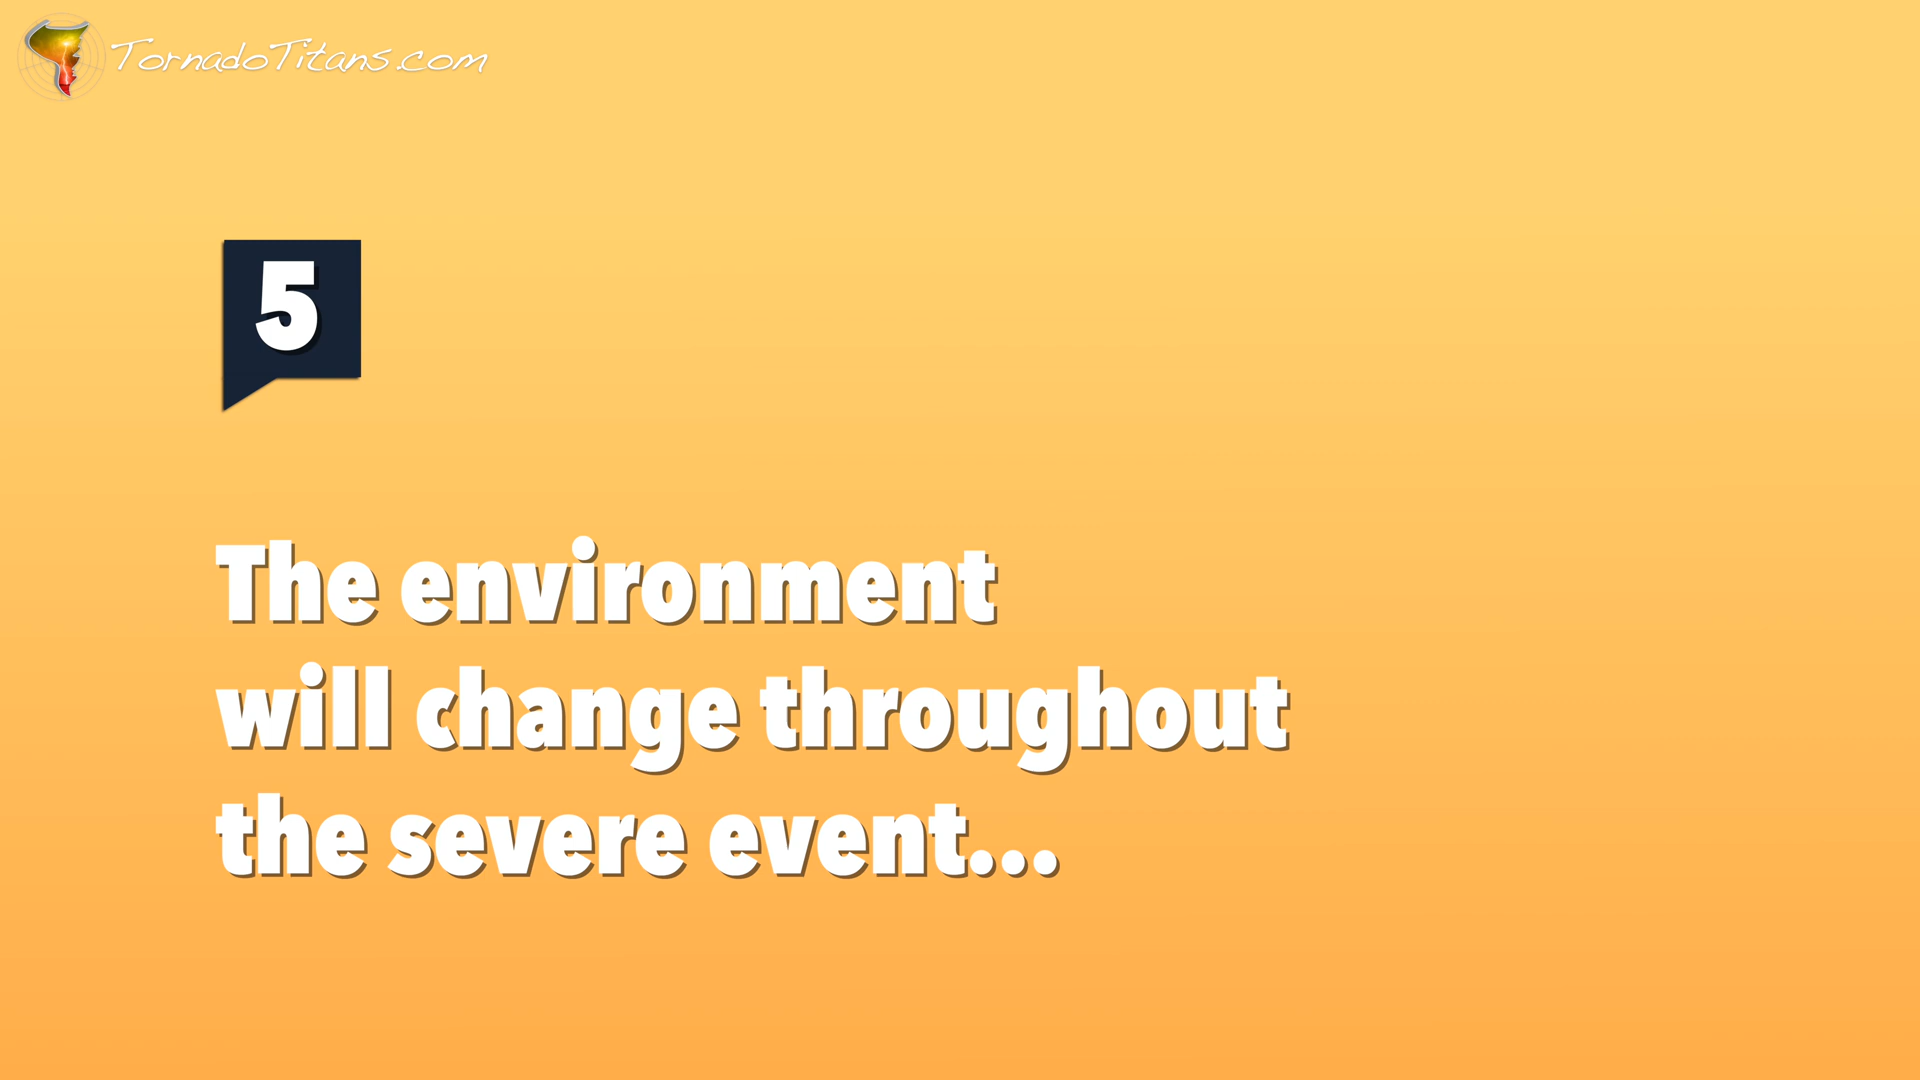 TornadoTitans.com
5
The environment
will change throughout
the severe event...